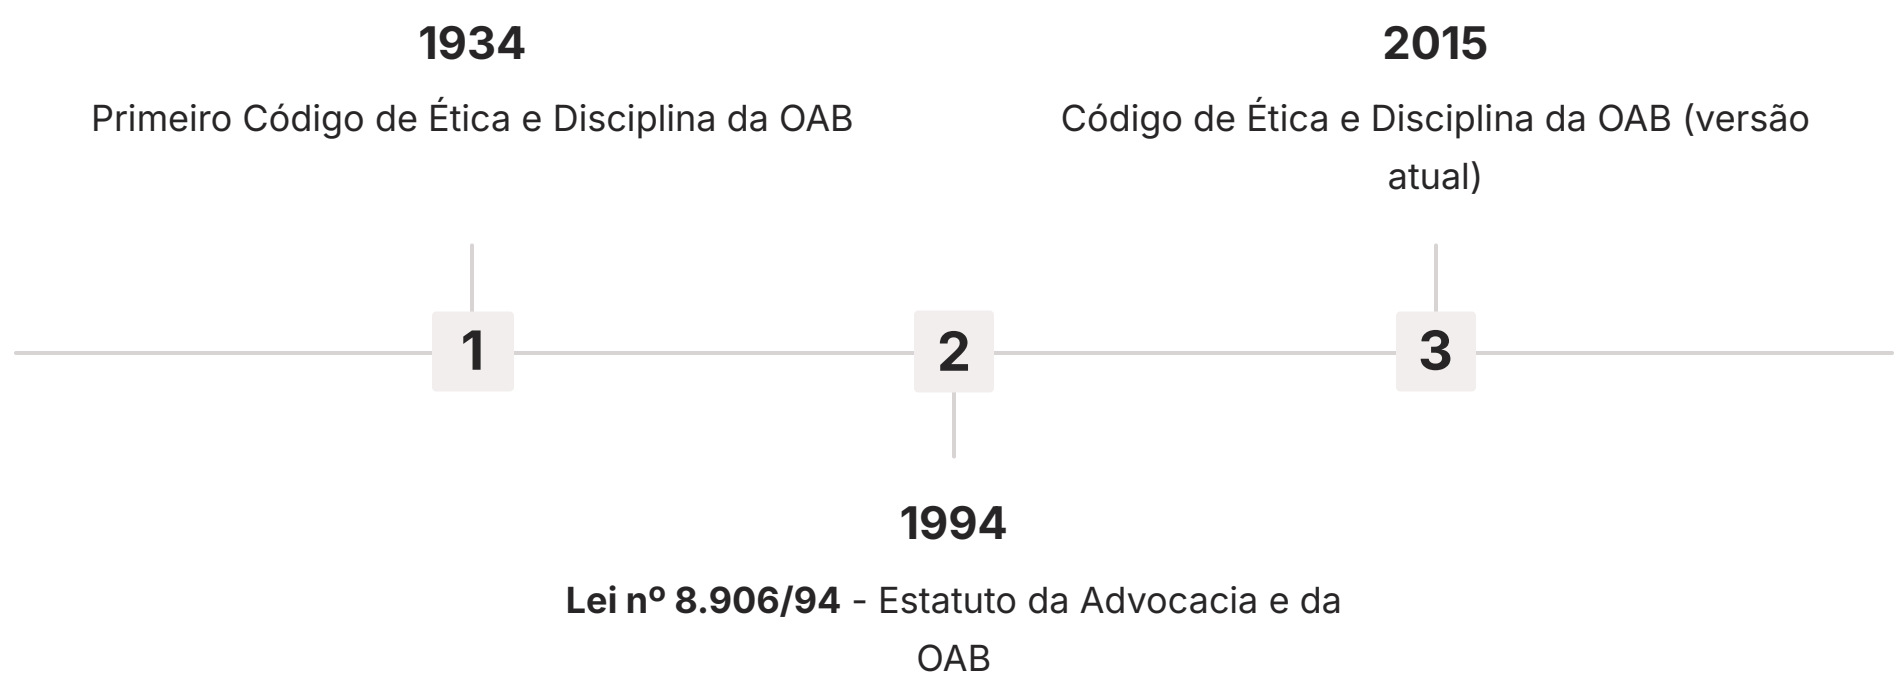 1934
Primeiro Código de Ética e Disciplina da OAB
2015
Código de Ética e Disciplina da OAB (versão
atual)
1
2
3
1994
Lei nº 8.906/94 - Estatuto da Advocacia e da
OAB